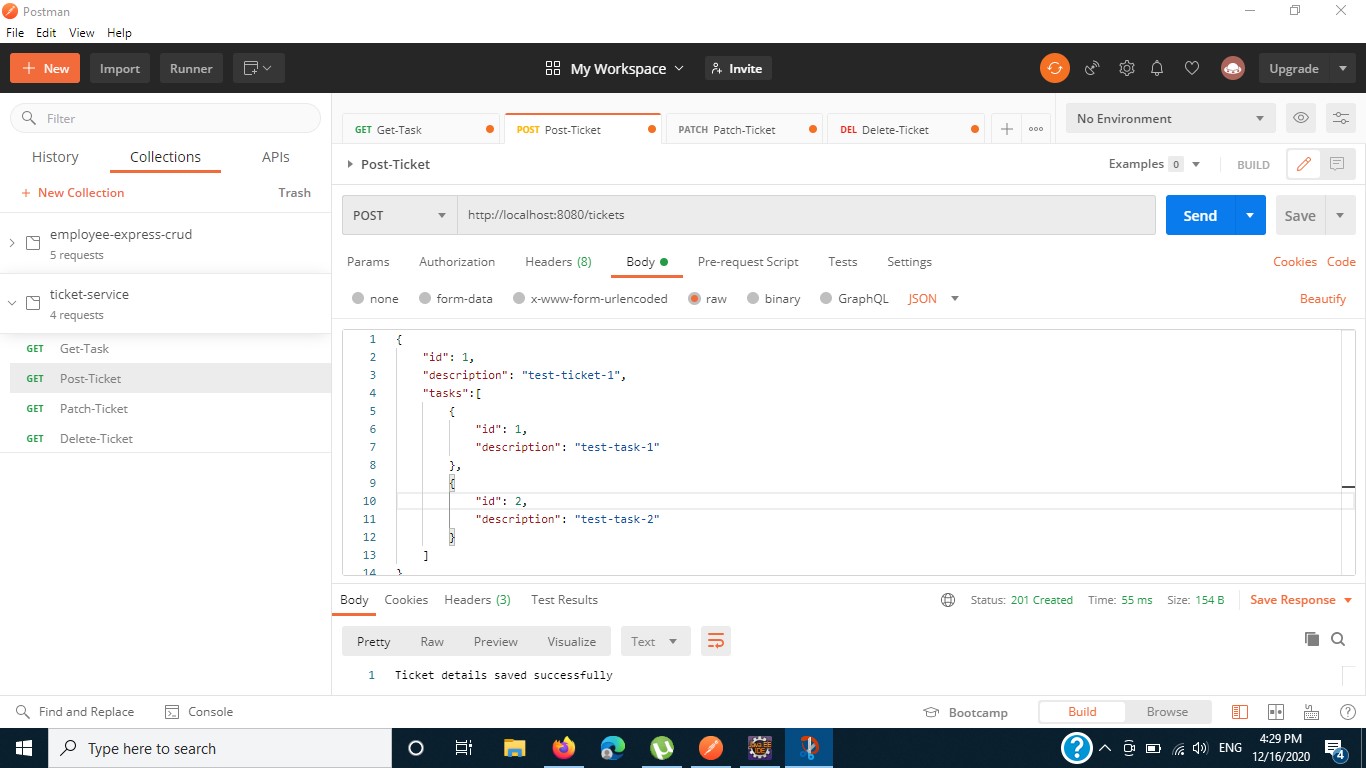 Postman
File Edit View Help
New Import Runner My Workspace Invite Upgrade
Filter
History Collections APIs
+ New Collection Trash
employee-express-crud
5 requests
ticket-service
4 requests
GET Get-Task
GET Post-Ticket
GET Patch-Ticket
GET Delete-Ticket
GET Get-Task POST Post-Ticket PATCH Patch-Ticket DEL Delete-Ticket No Environment
Post-Ticket Examples 0 BUILD
POST http://localhost:8080/tickets Send Save
Params Authorization Headers (8) Body Pre-request Script Tests Settings Cookies Code
none form-data x-www-form-urlencoded raw binary GraphQL JSON Beautify
1 {
2 "id": 1,
3 "description": "test-ticket-1",
4 "tasks":[
5 {
6 "id": 1,
7 "description": "test-task-1"
8 },
9 {
10 "id": 2,
11 "description": "test-task-2"
12 }
13 ]
14 }
Body Cookies Headers (3) Test Results Status: 201 Created Time: 55 ms Size: 154 B Save Response
Pretty Raw Preview Visualize Text
1 Ticket details saved successfully
Find and Replace Console Bootcamp Build Browse
Type here to search ENG 4:29 PM
12/16/2020 4